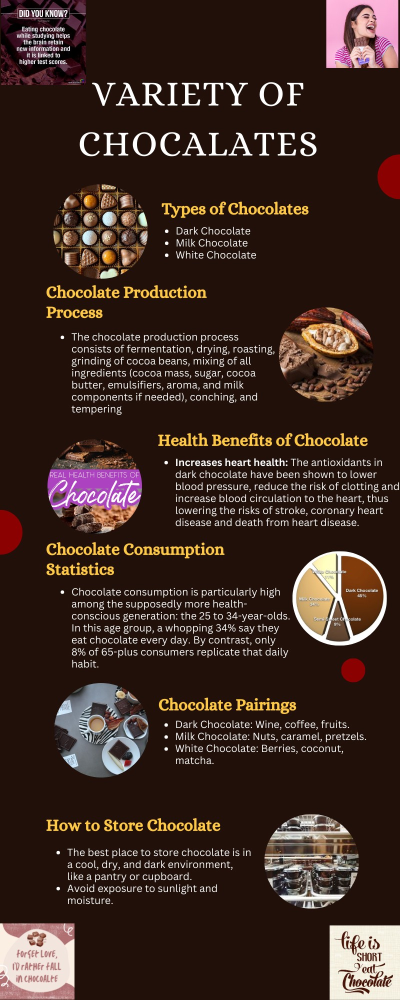 DID YOU KNOW?
Eating chocolate
while studying helps
the brain retain
new information and
it is linked to
higher test scores.
VARIETY OF
CHOCALATES
Types of Chocolates
• Dark Chocolate
• Milk Chocolate
• White Chocolate
Chocolate Production
Process
• The chocolate production process
consists of fermentation, drying, roasting,
grinding of cocoa beans, mixing of all
ingredients (cocoa mass, sugar, cocoa
butter, emulsifiers, aroma, and milk
components if needed), conching, and
tempering
Health Benefits of Chocolate
• Increases heart health: The antioxidants in
dark chocolate have been shown to lower
blood pressure, reduce the risk of clotting and
increase blood circulation to the heart, thus
lowering the risks of stroke, coronary heart
disease and death from heart disease.
REAL HEALTH BENEFITS OF
Chocolate
Chocolate Consumption
Statistics
• Chocolate consumption is particularly high
among the supposedly more health-
conscious generation: the 25 to 34-year-olds.
In this age group, a whopping 34% say they
eat chocolate every day. By contrast, only
8% of 65-plus consumers replicate that daily
habit.
White Chocolate
11%
Dark Chocolate
45%
Milk Chocolate
34%
Semi-Sweet Chocolate
9%
Chocolate Pairings
• Dark Chocolate: Wine, coffee, fruits.
• Milk Chocolate: Nuts, caramel, pretzels.
• White Chocolate: Berries, coconut,
matcha.
How to Store Chocolate
• The best place to store chocolate is in
a cool, dry, and dark environment,
like a pantry or cupboard.
• Avoid exposure to sunlight and
moisture.
FORGET LOVE,
I'D RATHER FALL
IN CHOCOALTE
life is
SHORT
eat
Chocolate